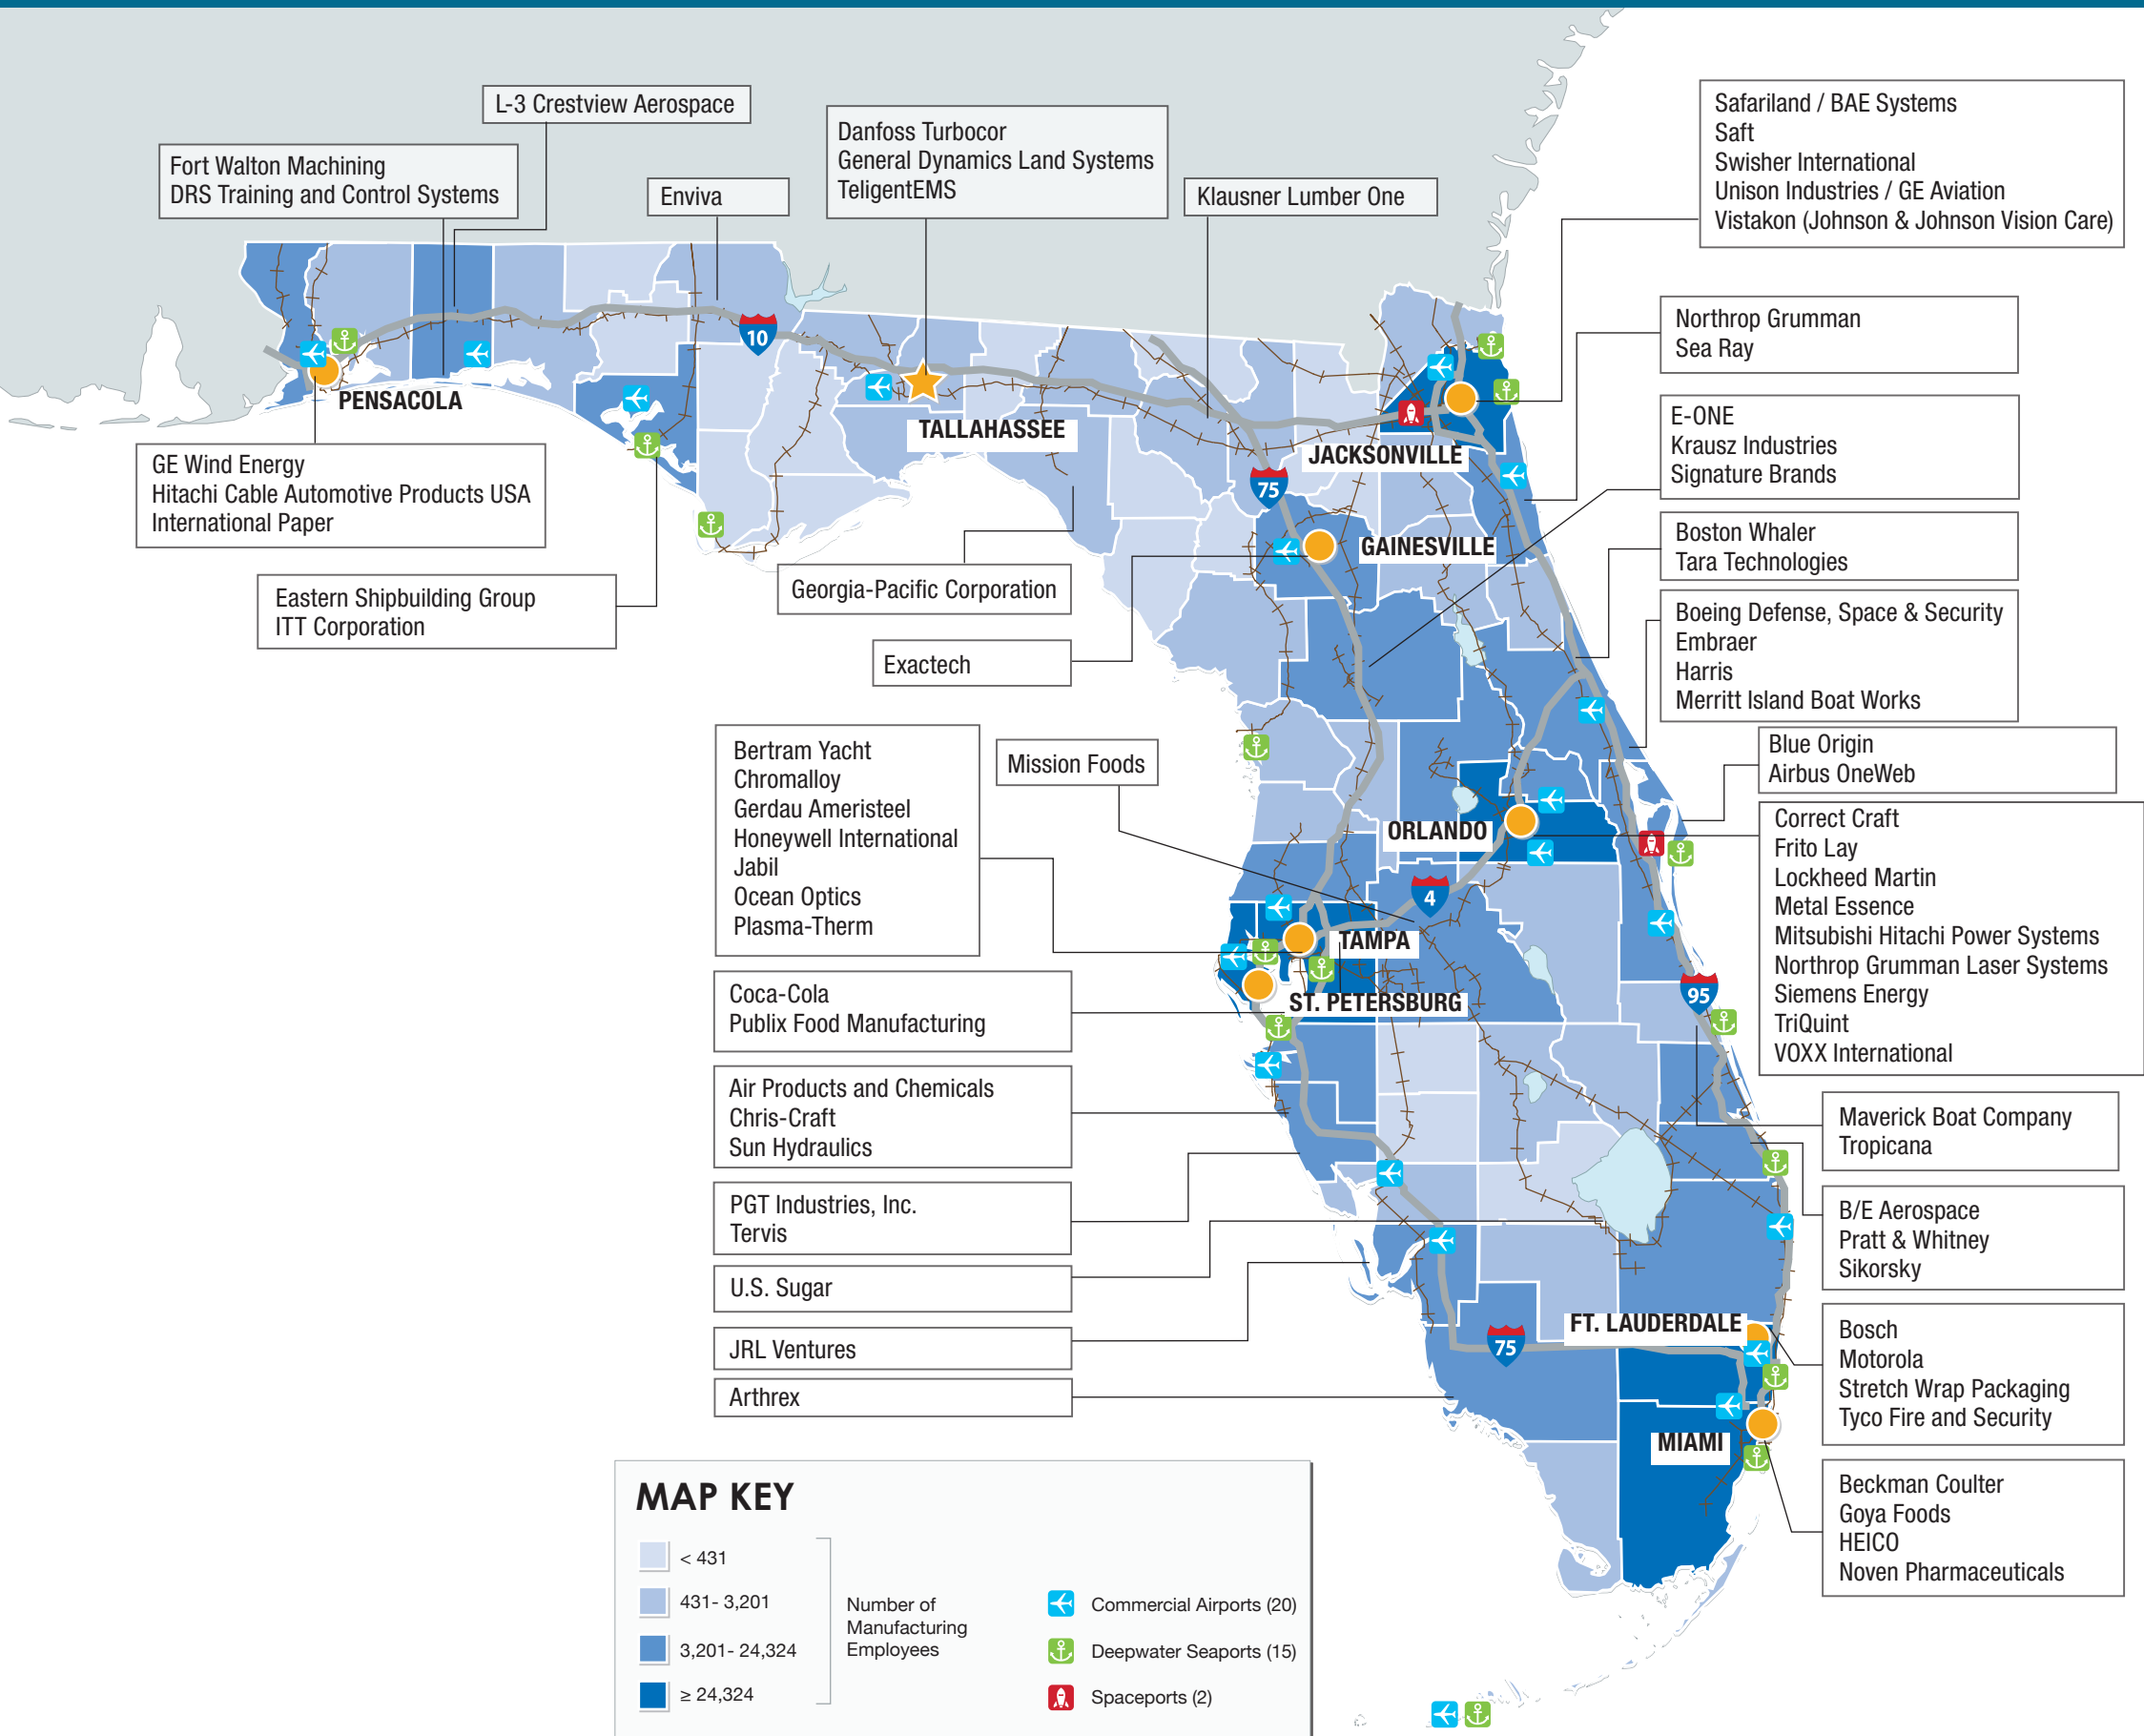 L-3 Crestview Aerospace
Fort Walton Machining
DRS Training and Control Systems
Enviva
Danfoss Turbocor
General Dynamics Land Systems
TeligentEMS
Klausner Lumber One
Safariland / BAE Systems
Saft
Swisher International
Unison Industries / GE Aviation
Vistakon (Johnson & Johnson Vision Care)
Northrop Grumman
Sea Ray
E-ONE
Krausz Industries
Signature Brands
Boston Whaler
Tara Technologies
Boeing Defense, Space & Security
Embraer
Harris
Merritt Island Boat Works
Blue Origin
Airbus OneWeb
Correct Craft
Frito Lay
Lockheed Martin
Metal Essence
Mitsubishi Hitachi Power Systems
Northrop Grumman Laser Systems
Siemens Energy
TriQuint
VOXX International
Maverick Boat Company
Tropicana
B/E Aerospace
Pratt & Whitney
Sikorsky
Bosch
Motorola
Stretch Wrap Packaging
Tyco Fire and Security
Beckman Coulter
Goya Foods
HEICO
Noven Pharmaceuticals
GE Wind Energy
Hitachi Cable Automotive Products USA
International Paper
Eastern Shipbuilding Group
ITT Corporation
Georgia-Pacific Corporation
Exactech
Bertram Yacht
Chromalloy
Gerdau Ameristeel
Honeywell International
Jabil
Ocean Optics
Plasma-Therm
Mission Foods
Coca-Cola
Publix Food Manufacturing
Air Products and Chemicals
Chris-Craft
Sun Hydraulics
PGT Industries, Inc.
Tervis
U.S. Sugar
JRL Ventures
Arthrex
10
PENSACOLA
TALLAHASSEE
JACKSONVILLE
75
GAINESVILLE
ORLANDO
4
TAMPA
ST. PETERSBURG
95
FT. LAUDERDALE
75
MIAMI
MAP KEY
< 431
431- 3,201
3,201- 24,324
≥ 24,324
Number of
Manufacturing
Employees
Commercial Airports (20)
Deepwater Seaports (15)
Spaceports (2)